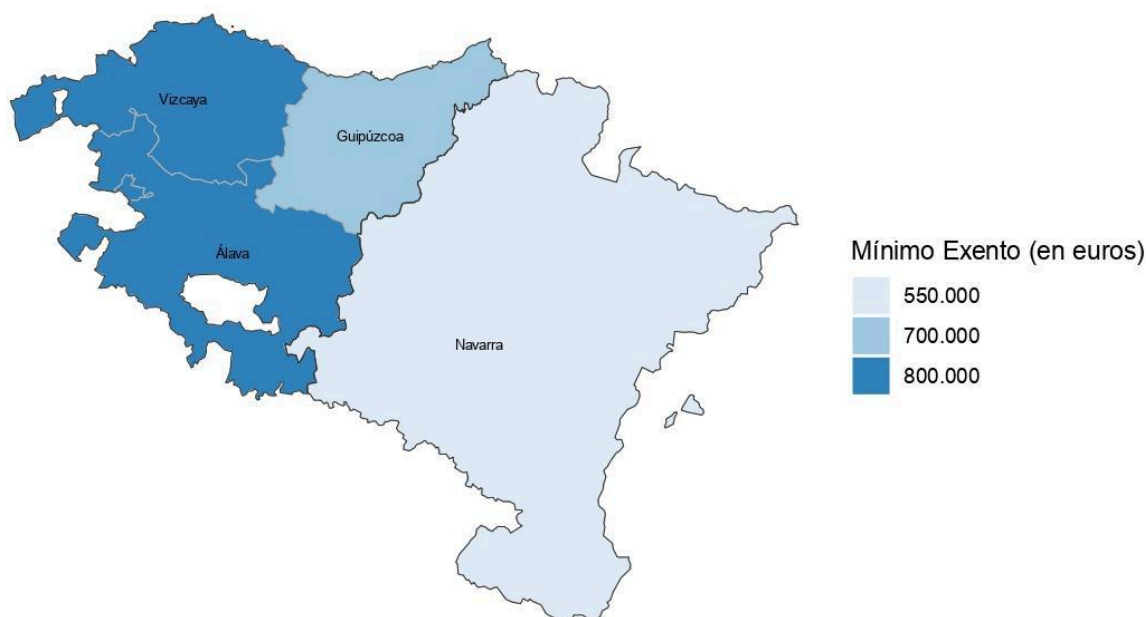 Vizcaya
Guipúzcoa
Álava
Navarra
Mínimo Exento (en euros)
550.000
700.000
800.000